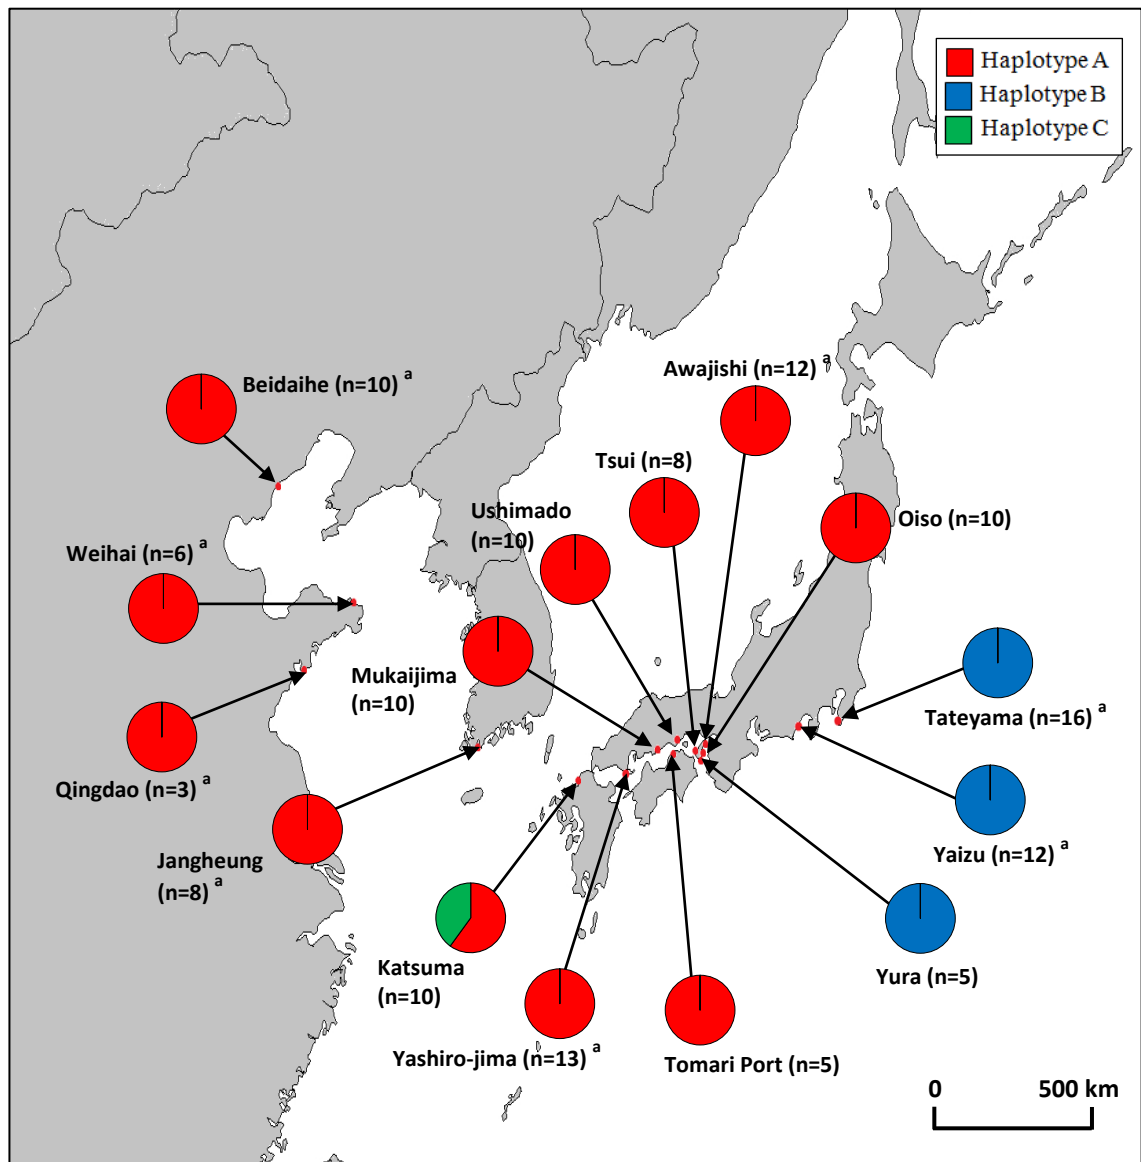 Haplotype A
Haplotype B
Haplotype C
Awajishi (n=12) a
Beidaihe (n=10) a
Tsui (n=8)
Ushimado
(n=10)
Oiso (n=10)
Weihai (n=6) a
Mukaijima
(n=10)
Tateyama (n=16) a
Qingdao (n=3) a
Jangheung
(n=8) a
Yaizu (n=12) a
Katsuma
(n=10)
Yura (n=5)
Yashiro-jima (n=13) a
Tomari Port (n=5)
0 500 km